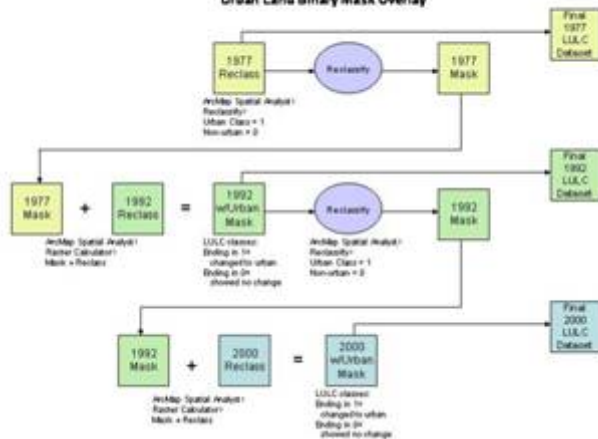 Urban Land Binary Mask Overlay
Final
1977
LULC
Dataset
1977
Reclass
Reclassify
1977
Mask
ArcMap Spatial Analyst>
Reclassify>
Urban Class = 1
Non-urban = 0
Final
1992
LULC
Dataset
1977
Mask
+
1992
Reclass
=
1992
w/Urban
Mask
Reclassify
1992
Mask
ArcMap Spatial Analyst>
Raster Calculator>
Mask + Reclass
LULC classes:
Ending in 1=
changed to urban
Ending in 0=
showed no change
ArcMap Spatial Analyst>
Reclassify>
Urban Class = 1
Non-urban = 0
Final
2000
LULC
Dataset
1992
Mask
+
2000
Reclass
=
2000
w/Urban
Mask
ArcMap Spatial Analyst>
Raster Calculator>
Mask + Reclass
LULC classes:
Ending in 1=
changed to urban
Ending in 0=
showed no change